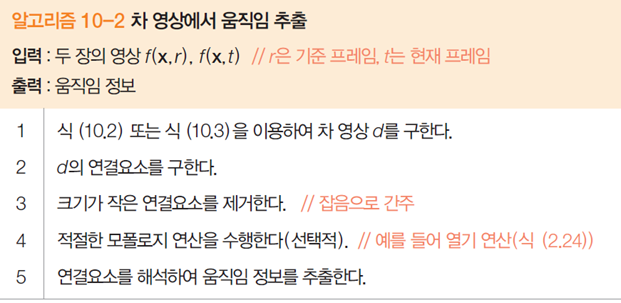 알고리즘 10-2 차 영상에서 움직임 추출
입력 : 두 장의 영상 f(x,r), f(x,t) // r은 기준 프레임, t는 현재 프레임
출력 : 움직임 정보
1 식 (10.2) 또는 식 (10.3)을 이용하여 차 영상 d를 구한다.
2 d의 연결요소를 구한다.
3 크기가 작은 연결요소를 제거한다. // 잡음으로 간주
4 적절한 모폴로지 연산을 수행한다(선택적). // 예를 들어 열기 연산(식 (2.24))
5 연결요소를 해석하여 움직임 정보를 추출한다.